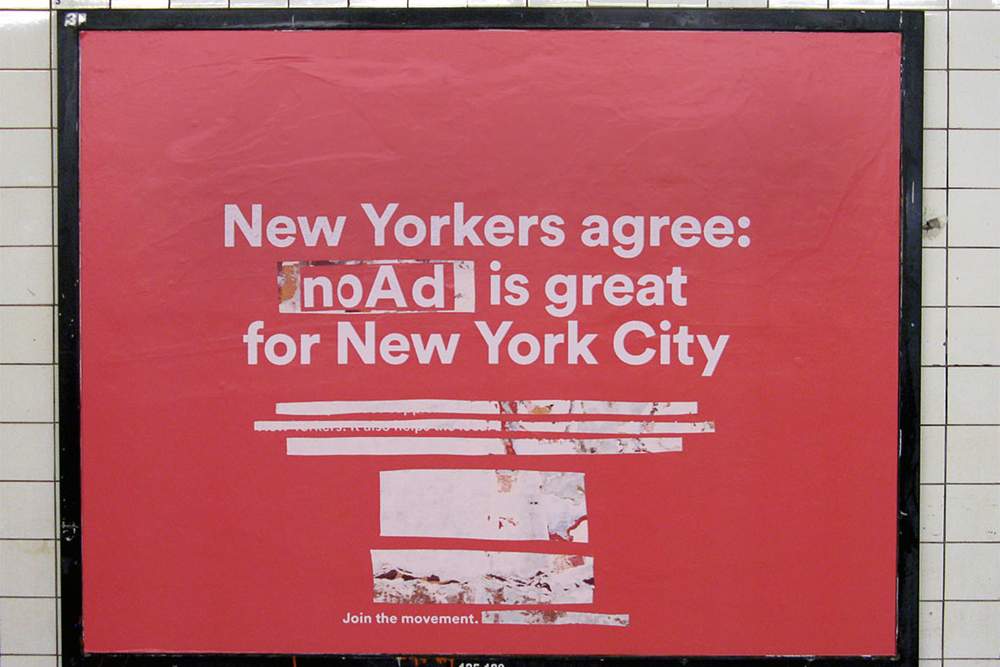 New Yorkers agree:
noAd is great
for New York City
Join the movement.